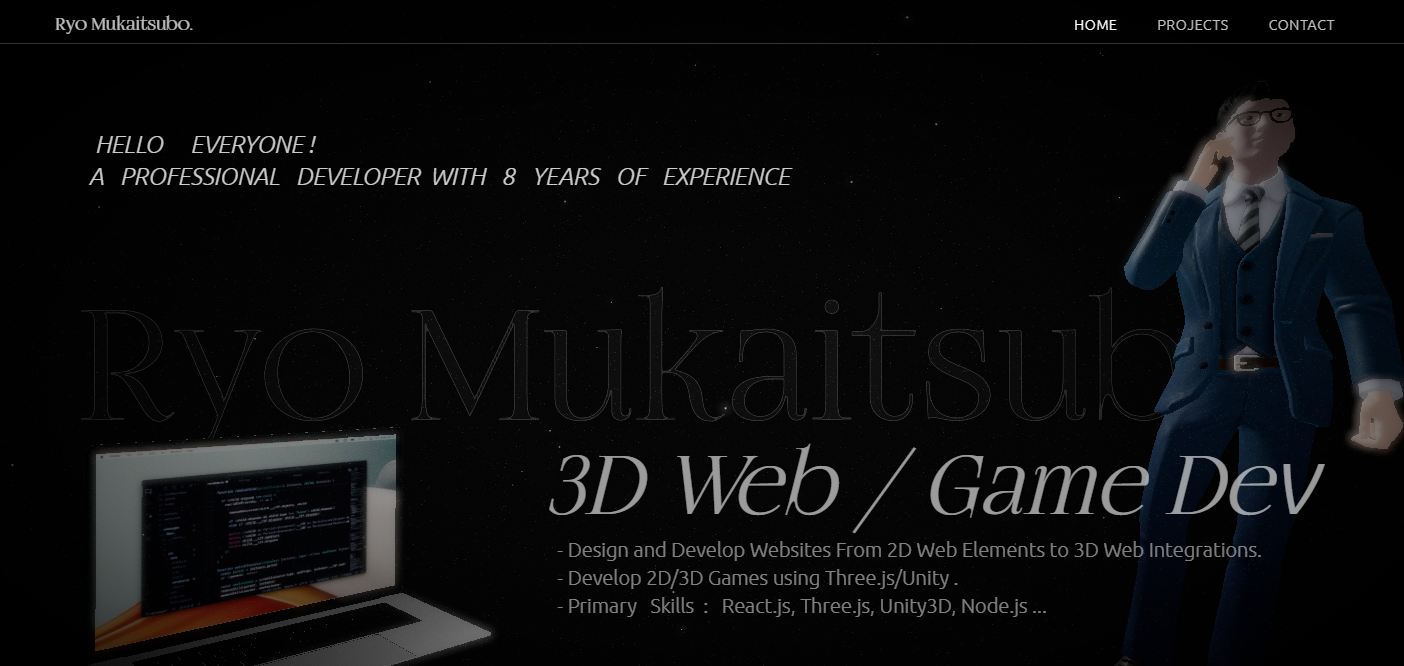 Ryo Mukaitsubo.
HOME PROJECTS CONTACT
HELLO EVERYONE !
A PROFESSIONAL DEVELOPER WITH 8 YEARS OF EXPERIENCE
Ryo Mukaitsub
3D Web / Game Dev
- Design and Develop Websites From 2D Web Elements to 3D Web Integrations.
- Develop 2D/3D Games using Three.js/Unity .
- Primary Skills : React.js, Three.js, Unity3D, Node.js ...